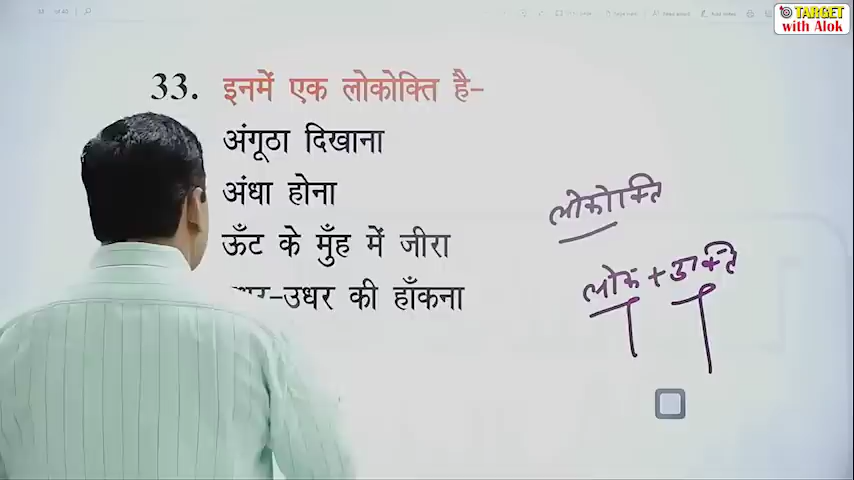 TARGET
with Alok
33. इनमें एक लोकोक्ति है-
अंगूठा दिखाना
अंधा होना
ऊँट के मुँह में जीरा
-उधर की हाँकना
लोकोक्ति
लोक + उक्ति